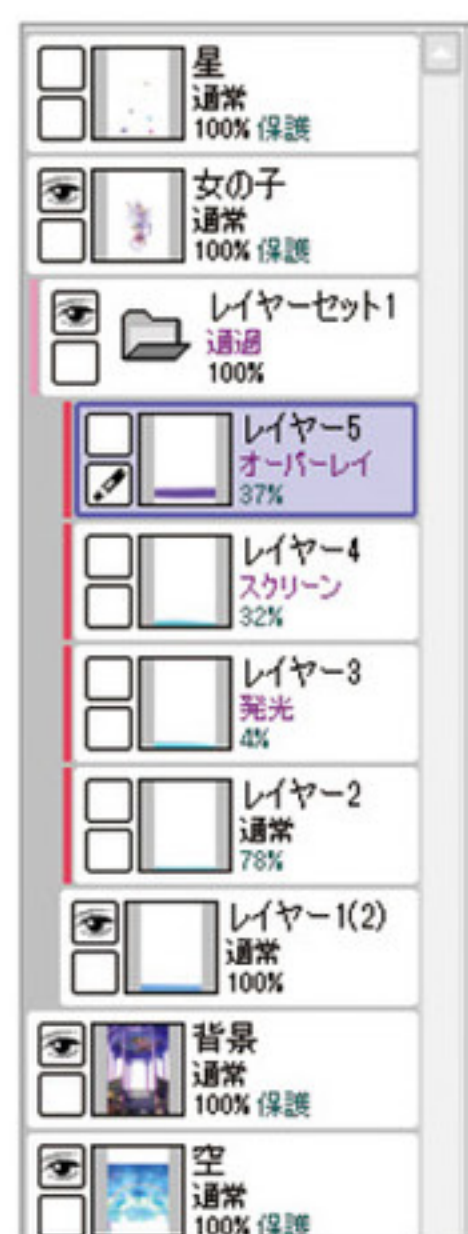 星
通常
100% 保護
女の子
通常
100% 保護
レイヤーセット1
通過
100%
レイヤー5
オーバーレイ
37%
レイヤー4
スクリーン
32%
レイヤー3
発光
4%
レイヤー2
通常
78%
レイヤー1(2)
通常
100%
背景
通常
100% 保護
空
通常
100% 保護